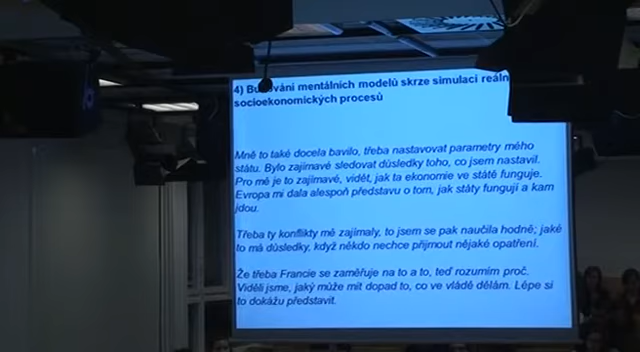 4) B vání mentálních modelů skrze simulaci reáln
socioekonomických procesů
Mně to také docela bavilo, třeba nastavovat parametry mého
státu. Bylo zajímavé sledovat důsledky toho, co jsem nastavil.
Pro mě je to zajímavé, vidět, jak ta ekonomie ve státě funguje.
Evropa mi dala alespoň představu o tom, jak státy fungují a kam
jdou.
Třeba ty konflikty mě zajímaly, to jsem se pak naučila hodně; jaké
to má důsledky, když někdo nechce přijmout nějaké opatření.
Že třeba Francie se zaměřuje na to a to, teď rozumím proč.
Viděli jsme, jaký může mít dopad to, co ve vládě dělám. Lépe si
to dokážu představit.